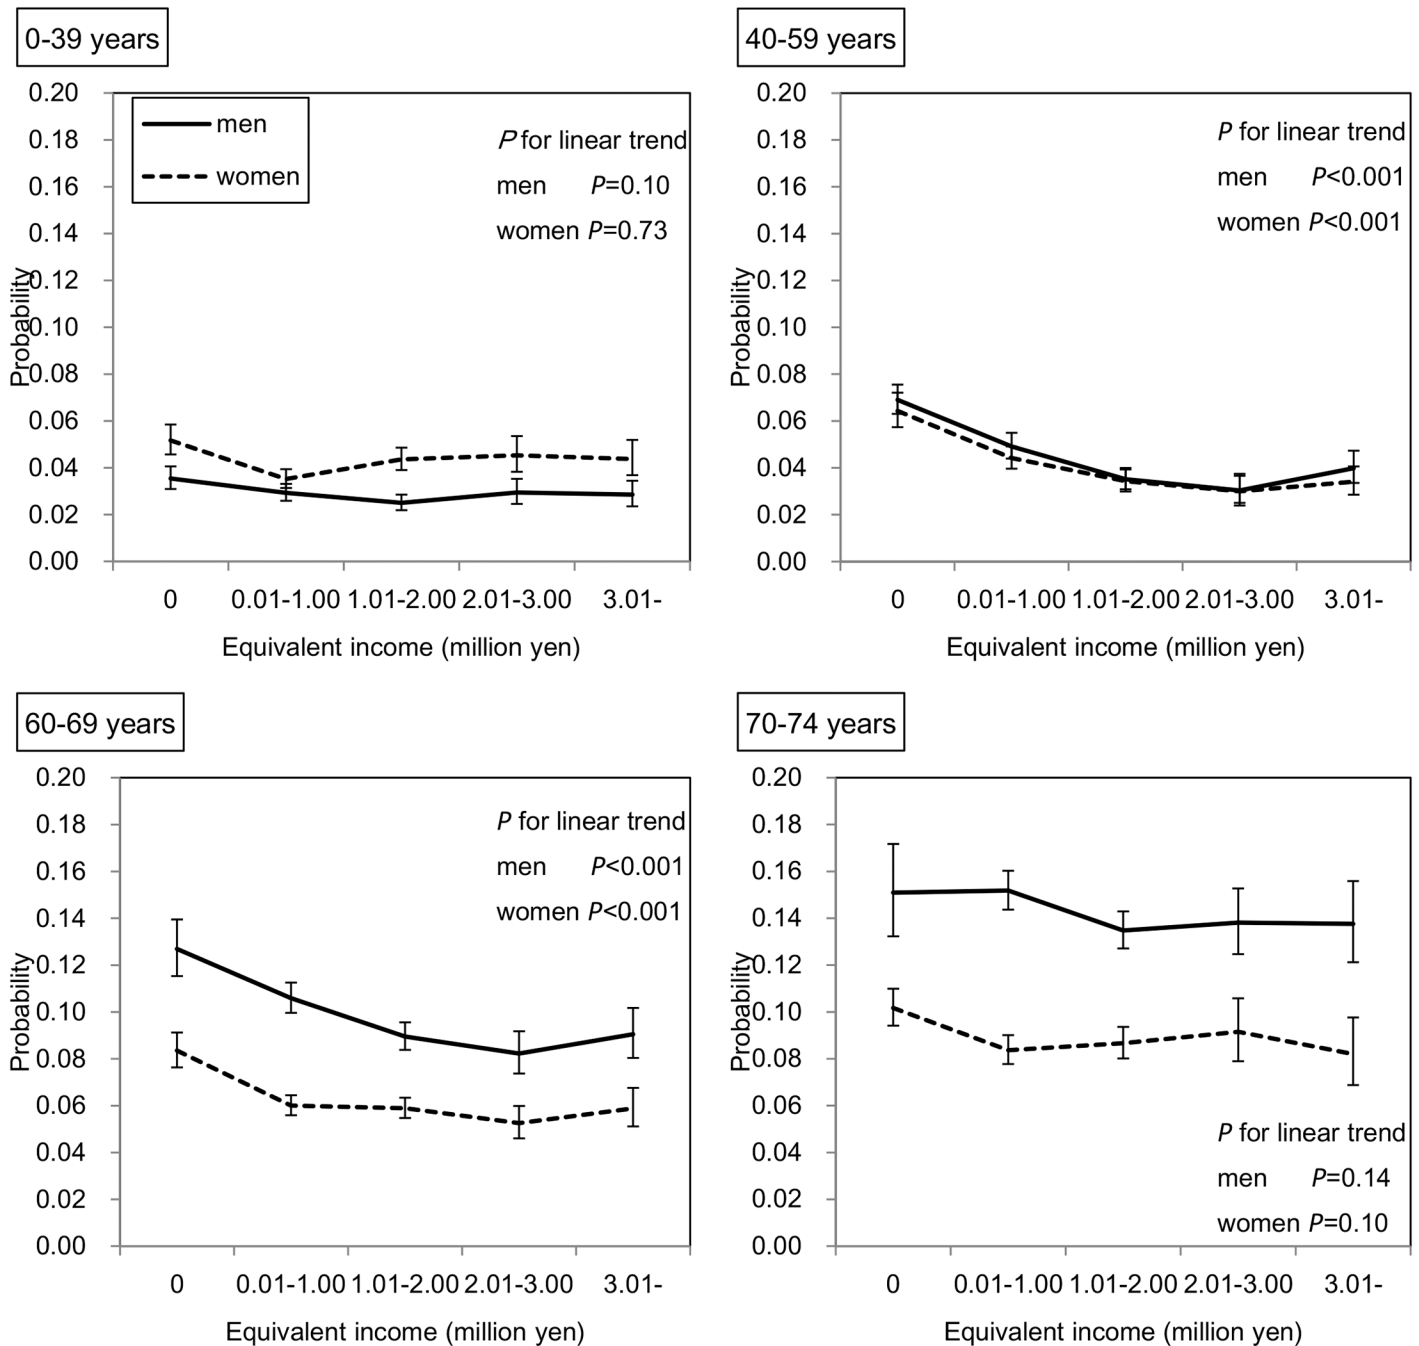 0-39 years
0.20
0.18
0.16
0.14
0.12
0.10
0.08
0.06
0.04
0.02
0.00
Probability
men
women
P for linear trend
men P=0.10
women P=0.73
0 0.01-1.00 1.01-2.00 2.01-3.00 3.01-
Equivalent income (million yen)
40-59 years
0.20
0.18
0.16
0.14
0.12
0.10
0.08
0.06
0.04
0.02
0.00
Probability
P for linear trend
men P<0.001
women P<0.001
0 0.01-1.00 1.01-2.00 2.01-3.00 3.01-
Equivalent income (million yen)
60-69 years
0.20
0.18
0.16
0.14
0.12
0.10
0.08
0.06
0.04
0.02
0.00
Probability
P for linear trend
men P<0.001
women P<0.001
0 0.01-1.00 1.01-2.00 2.01-3.00 3.01-
Equivalent income (million yen)
70-74 years
0.20
0.18
0.16
0.14
0.12
0.10
0.08
0.06
0.04
0.02
0.00
Probability
P for linear trend
men P=0.14
women P=0.10
0 0.01-1.00 1.01-2.00 2.01-3.00 3.01-
Equivalent income (million yen)